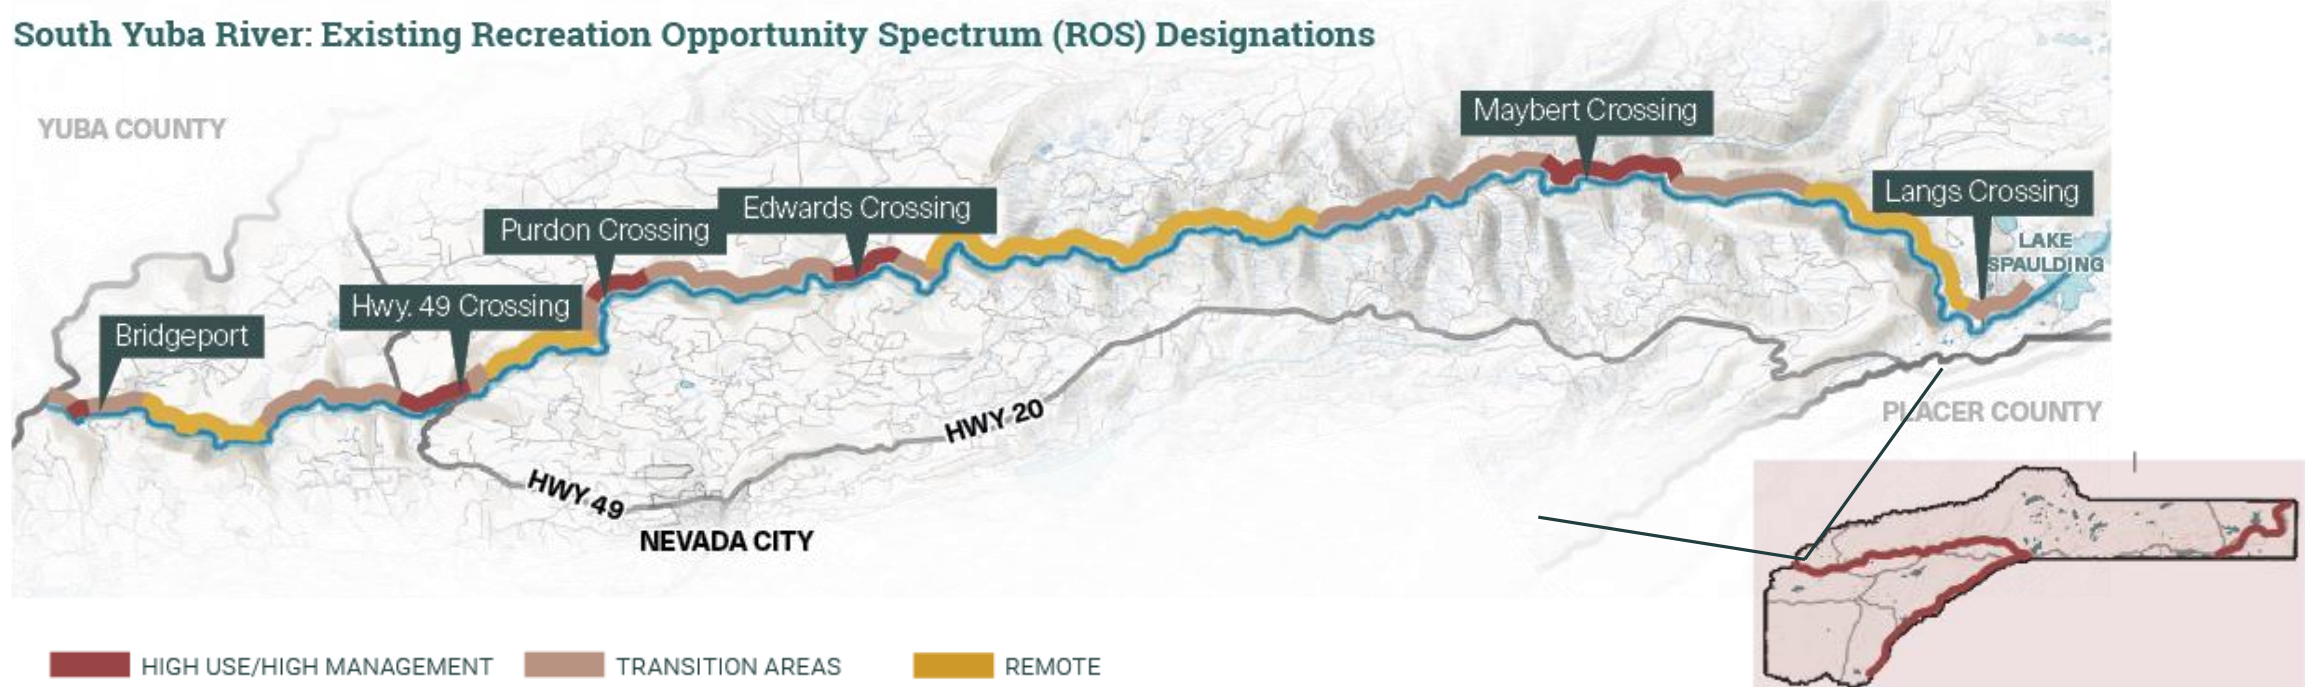 South Yuba River: Existing Recreation Opportunity Spectrum (ROS) Designations
YUBA COUNTY
Maybert Crossing
Langs Crossing
Edwards Crossing
Purdon Crossing
LAKE
SPAULDING
Hwy. 49 Crossing
Bridgeport
HWY 20
PLACER COUNTY
HWY 49
NEVADA CITY
HIGH USE/HIGH MANAGEMENT
TRANSITION AREAS
REMOTE